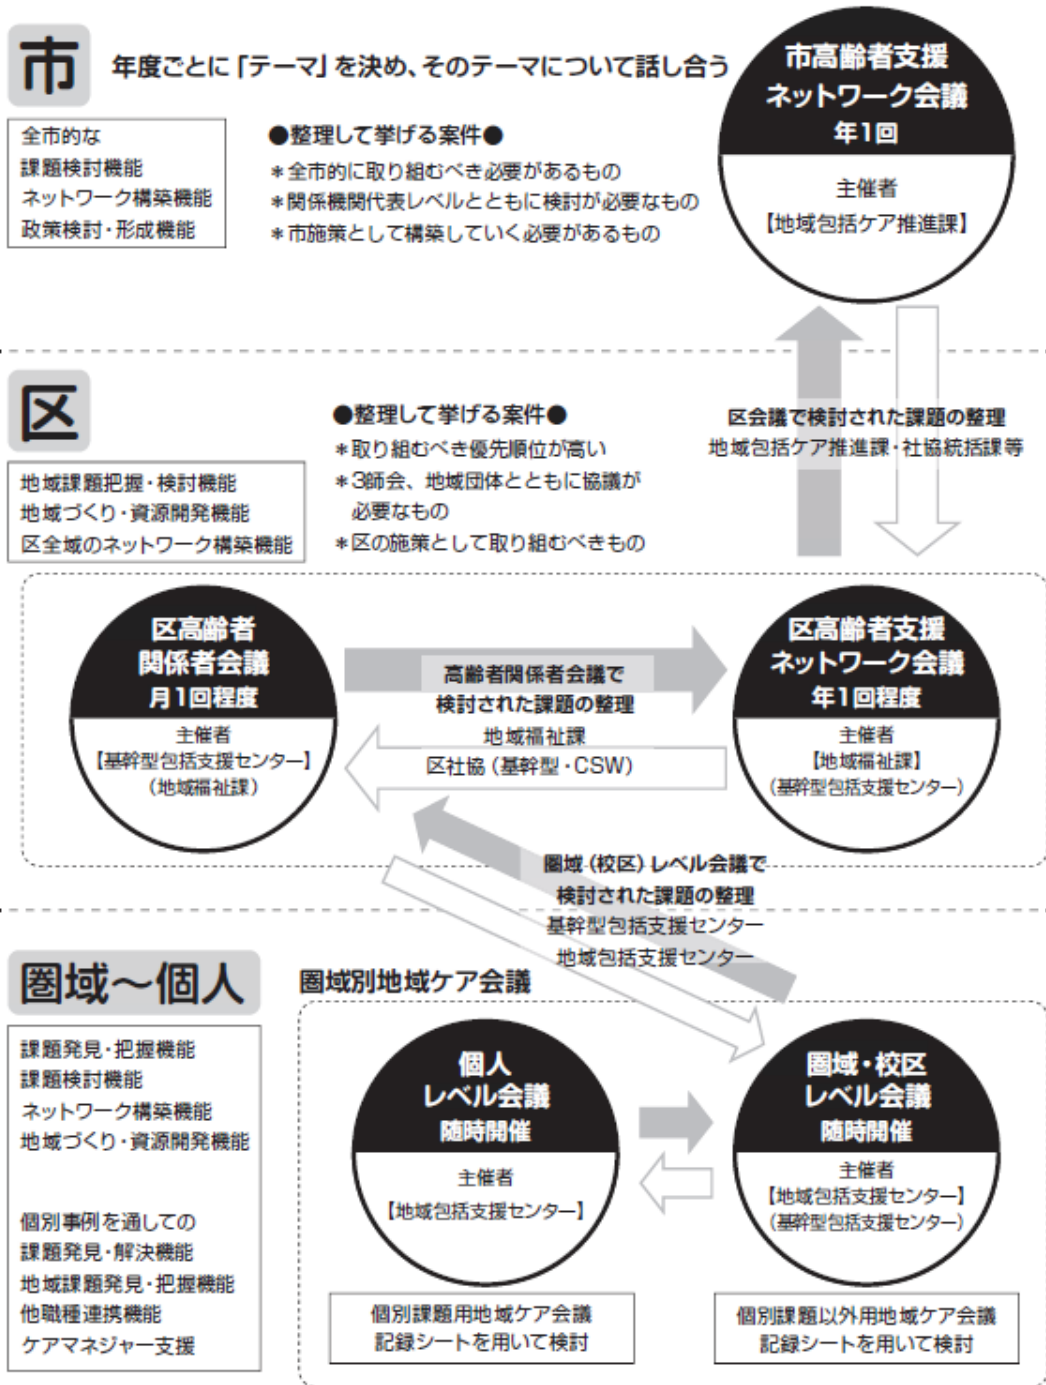 市
年度ごとに「テーマ」を決め、そのテーマについて話し合う
全市的な
課題検討機能
ネットワーク構築機能
政策検討・形成機能
●整理して挙げる案件●
＊全市的に取り組むべき必要があるもの
＊関係機関代表レベルとともに検討が必要なもの
＊市施策として構築していく必要があるもの
市高齢者支援
ネットワーク会議
年1回
主催者
【地域包括ケア推進課】
区会議で検討された課題の整理
地域包括ケア推進課・社協統括課等
区
地域課題把握・検討機能
地域づくり・資源開発機能
区全域のネットワーク構築機能
●整理して挙げる案件●
＊取り組むべき優先順位が高い
＊3師会、地域団体とともに協議が
必要なもの
＊区の施策として取り組むべきもの
区高齢者
関係者会議
月1回程度
主催者
【基幹型包括支援センター】
（地域福祉課）
高齢者関係者会議で
検討された課題の整理
地域福祉課
区社協（基幹型・CSW）
区高齢者支援
ネットワーク会議
年1回程度
主催者
【地域福祉課】
（基幹型包括支援センター）
圏域（校区）レベル会議で
検討された課題の整理
基幹型包括支援センター
地域包括支援センター
圏域～個人
課題発見・把握機能
課題検討機能
ネットワーク構築機能
地域づくり・資源開発機能
個別事例を通しての
課題発見・解決機能
地域課題発見・把握機能
他職種連携機能
ケアマネジャー支援
圏域別地域ケア会議
個人
レベル会議
随時開催
主催者
【地域包括支援センター】
個別課題用地域ケア会議
記録シートを用いて検討
圏域・校区
レベル会議
随時開催
主催者
【地域包括支援センター】
（基幹型包括支援センター）
個別課題以外用地域ケア会議
記録シートを用いて検討